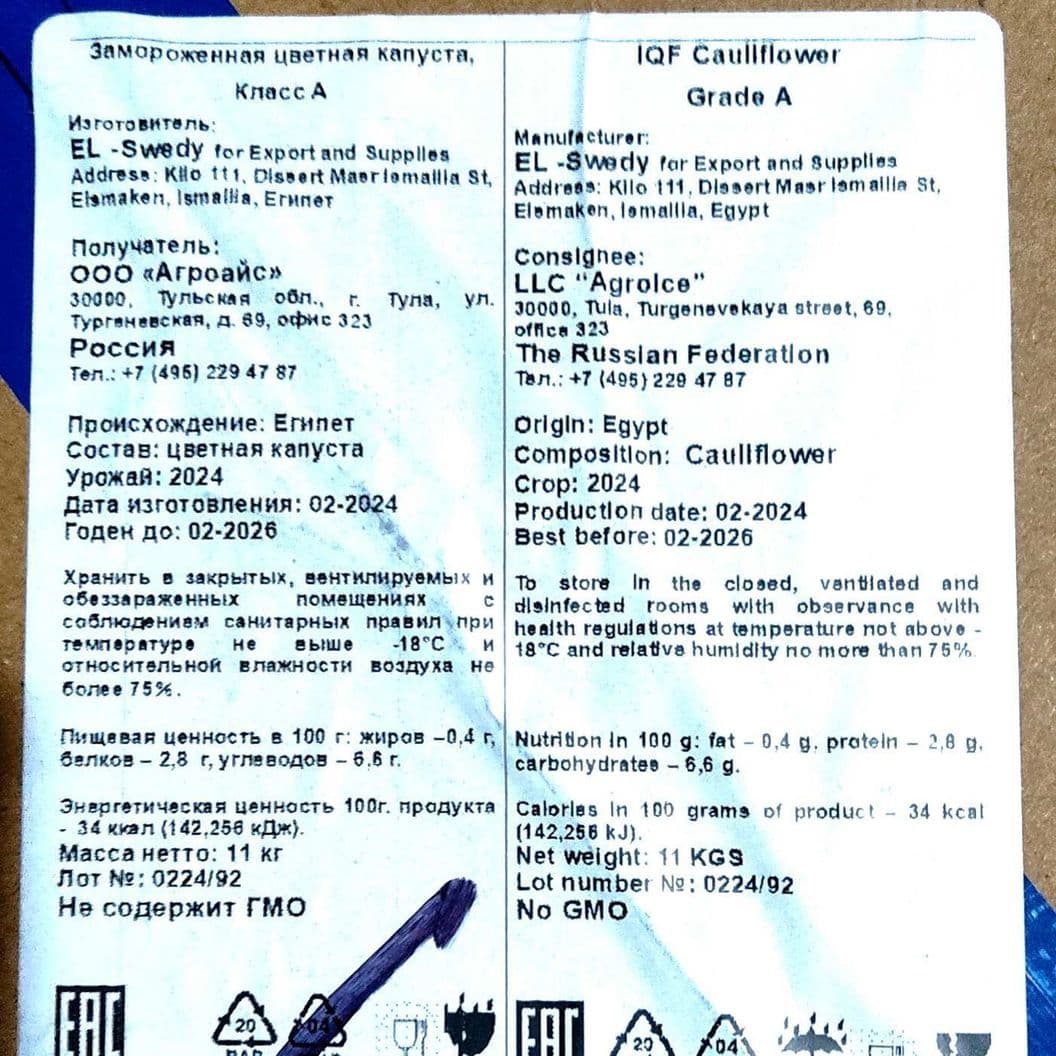 Замороженная цветная капуста,
Класс А
Изготовитель:
EL -Swedy for Export and Supplies
Address: Kilo 111, Dissert Masr Ismailia St,
Elsmaken, Ismailia, Египет
Получатель:
ООО «Агроайс»
30000, Тульская обл., г. Тула, ул.
Тургеневская, д. 69, офис 323
Россия
Тел.: +7 (495) 229 47 87
Происхождение: Египет
Состав: цветная капуста
Урожай: 2024
Дата изготовления: 02-2024
Годен до: 02-2026
Хранить в закрытых, вентилируемых и
обеззараженных помещениях с
соблюдением санитарных правил при
температуре не выше -18°С и
относительной влажности воздуха не
более 75%.
Пищевая ценность в 100 г: жиров –0,4 г,
белков – 2,8 г, углеводов – 6,6 г.
Энергетическая ценность 100г. продукта
- 34 ккал (142,256 кДж).
Масса нетто: 11 кг
Лот №: 0224/92
Не содержит ГМО
EAC
20
04
IQF Cauliflower
Grade A
Manufacturer:
EL -Swedy for Export and Supplies
Address: Kilo 111, Dissert Masr Ismailia St,
Elsmaken, Ismailia, Egypt
Consignee:
LLC "AgroIce"
30000, Tula, Turgenevskaya street, 69,
office 323
The Russian Federation
Тел.: +7 (495) 229 47 87
Origin: Egypt
Composition: Cauliflower
Crop: 2024
Production date: 02-2024
Best before: 02-2026
To store in the closed, ventilated and
disinfected rooms with observance with
health regulations at temperature not above -
18°C and relative humidity no more than 75%.
Nutrition in 100 g: fat – 0,4 g, protein – 2,8 g,
carbohydrates – 6,6 g.
Calories in 100 grams of product – 34 kcal
(142,256 kJ).
Net weight: 11 KGS
Lot number №: 0224/92
No GMO
EAC
20
04